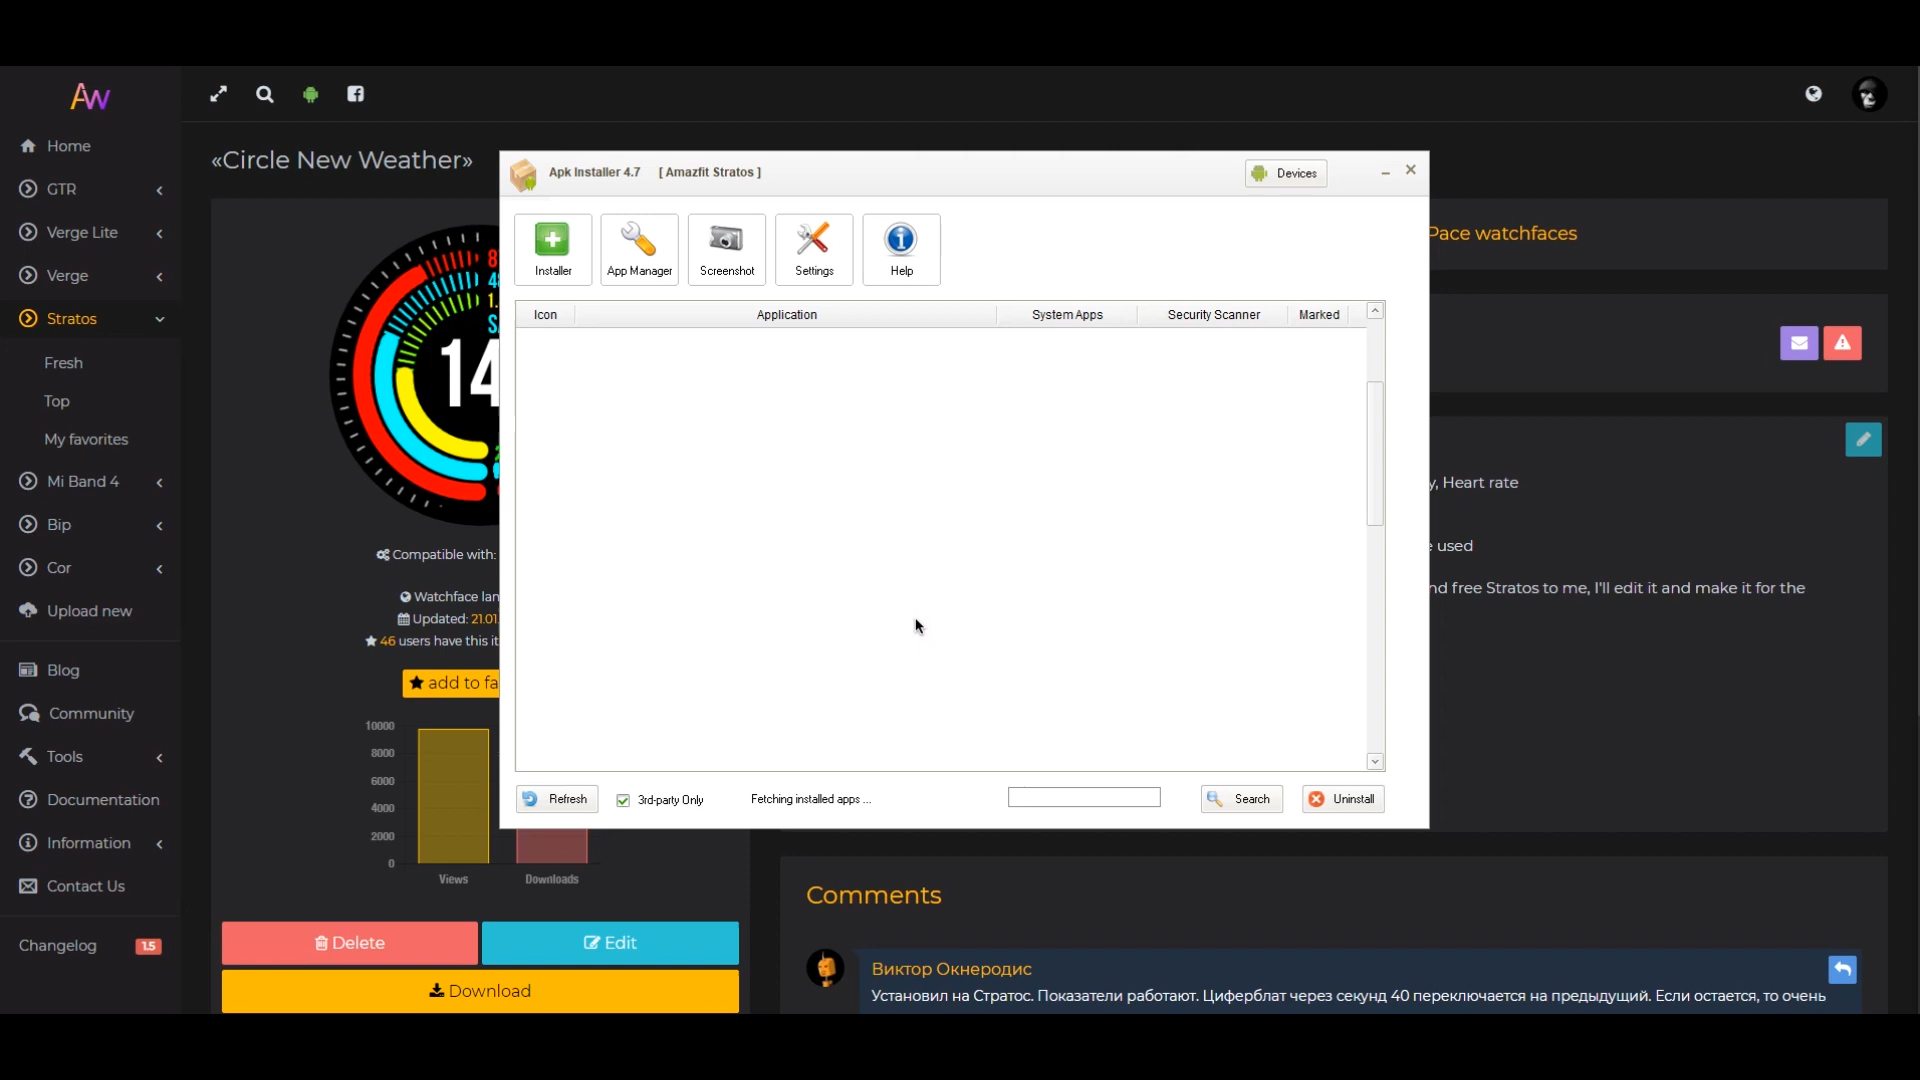 AW
Home
GTR
Verge Lite
Verge
Stratos
Fresh
Top
My favorites
Mi Band 4
Bip
Cor
Upload new
Blog
Community
Tools
Documentation
Information
Contact Us
Changelog 1.5
«Circle New Weather»
14
Compatible with:
Watchface lan
Updated: 21.01.
46 users have this it
add to fa
10000
8000
6000
4000
2000
0
Views Downloads
Delete Edit
Download
Apk Installer 4.7 [ Amazfit Stratos ]
Devices
Installer App Manager Screenshot Settings Help
Icon Application System Apps Security Scanner Marked
Refresh 3rd-party Only Fetching installed apps ... Search Uninstall
Pace watchfaces
y, Heart rate
e used
nd free Stratos to me, I'll edit it and make it for the
Comments
Виктор Окнеродис
Установил на Стратос. Показатели работают. Циферблат через секунд 40 переключается на предыдущий. Если остается, то очень